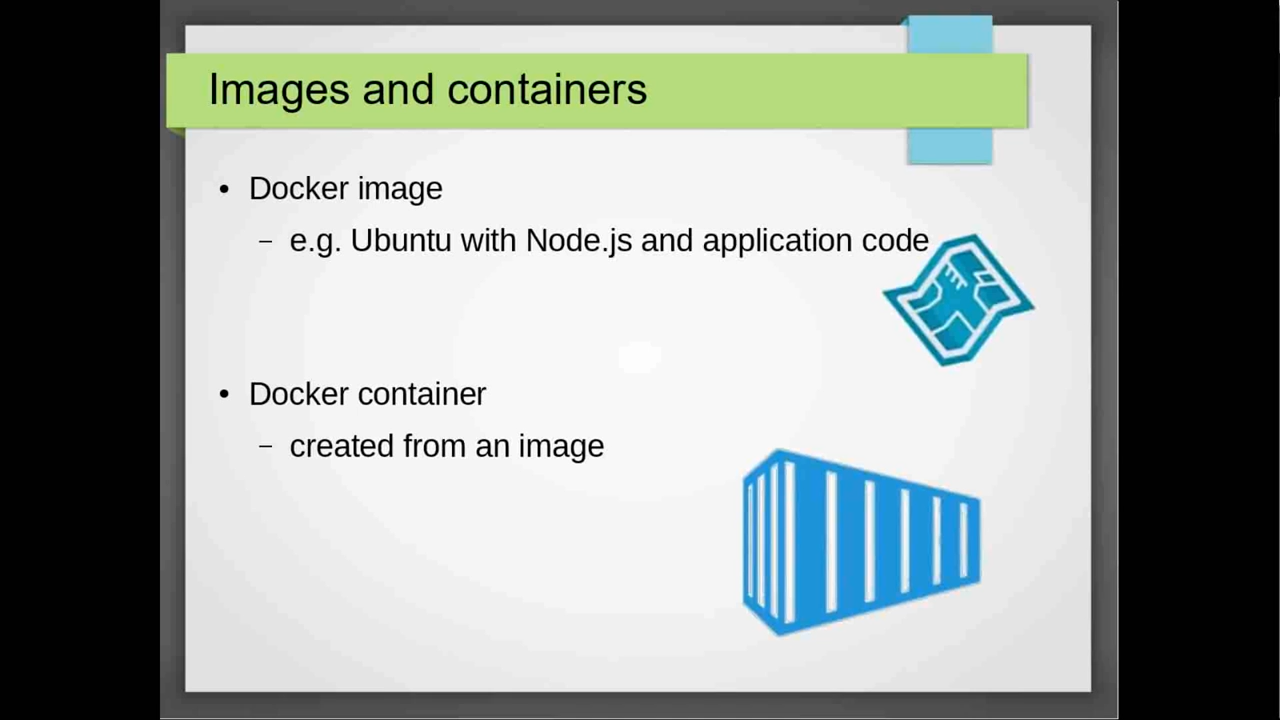 Images and containers
• Docker image
– e.g. Ubuntu with Node.js and application code
• Docker container
– created from an image